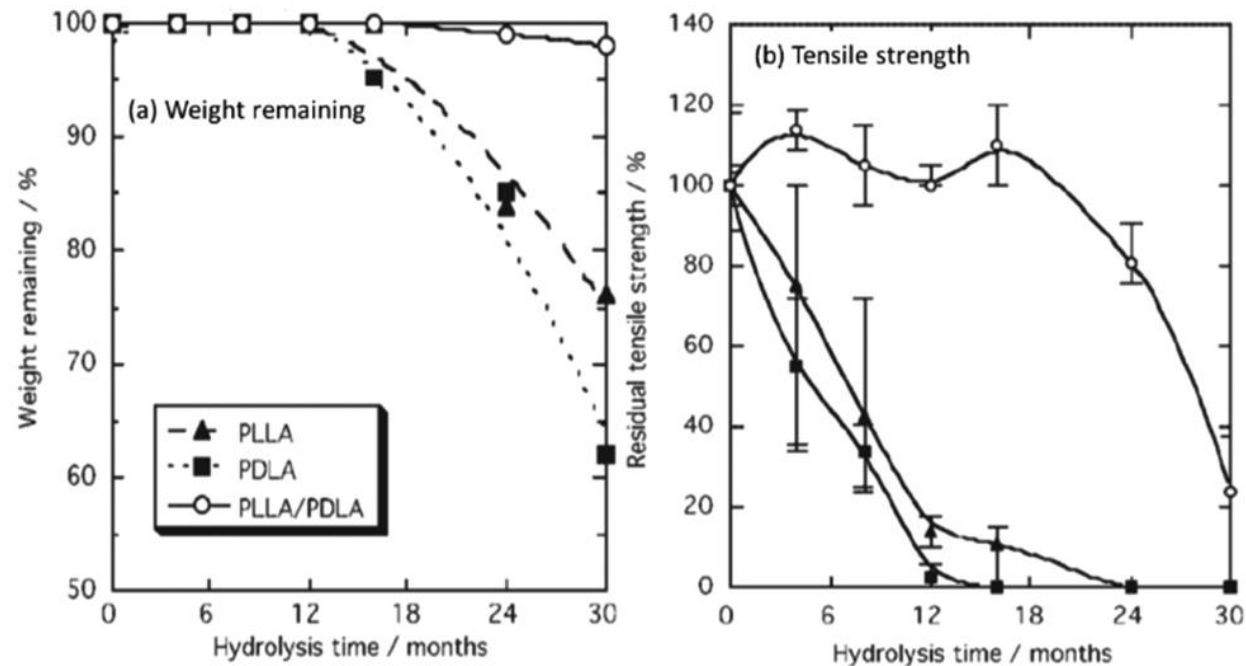 100
90
80
70
60
50
Weight remaining / %
(a) Weight remaining
PLLA
PDLA
PLLA/PDLA
0 6 12 18 24 30
Hydrolysis time / months
140
120
100
80
60
40
20
0
Residual tensile strength / %
(b) Tensile strength
0 6 12 18 24 30
Hydrolysis time / months